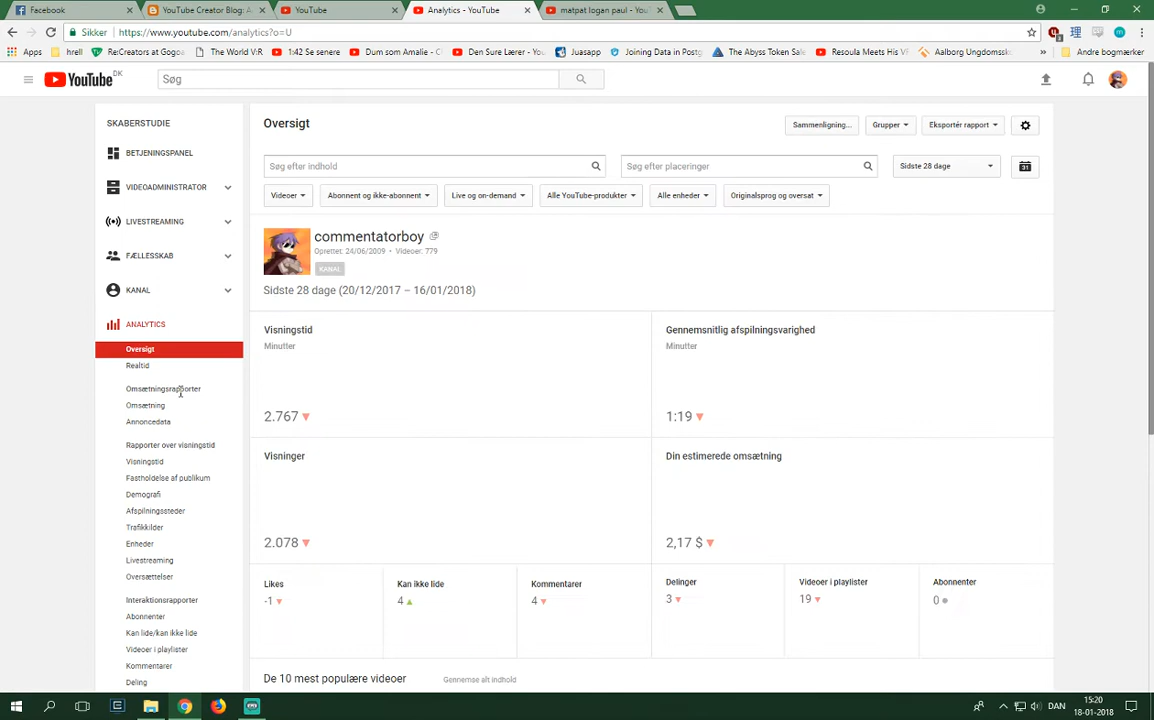 Facebook
YouTube Creator Blog: A
YouTube
Analytics - YouTube
matpat logan paul - You
Sikker
https://www.youtube.com/analytics?o=U
Apps
hrell
Re:Creators at Gogoa
The World V:R
1:42 Se senere
Dum som Amalie - C
Den Sure Lærer - You
Juasapp
Joining Data in Postg
The Abyss Token Sale
Resoula Meets His VR
Aalborg Ungdomssk
Andre bogmærker
YouTube DK
Søg
SKABERSTUDIE
BETJENINGSPANEL
VIDEOADMINISTRATOR
LIVESTREAMING
FÆLLESSKAB
KANAL
ANALYTICS
Oversigt
Realtid
Omsætningsrapporter
Omsætning
Annoncedata
Rapporter over visningstid
Visningstid
Fastholdelse af publikum
Demografi
Afspilningssteder
Trafikkilder
Enheder
Livestreaming
Oversættelser
Interaktionsrapporter
Abonnenter
Kan lide/kan ikke lide
Videoer i playlister
Kommentarer
Deling
Oversigt
Sammenligning...
Grupper
Eksportér rapport
Søg efter indhold
Søg efter placeringer
Sidste 28 dage
31
Videoer
Abonnent og ikke-abonnent
Live og on-demand
Alle YouTube-produkter
Alle enheder
Originalsprog og oversat
commentatorboy
Oprettet: 24/06/2009 • Videoer: 779
KANAL
Sidste 28 dage (20/12/2017 – 16/01/2018)
Visningstid
Minutter
2.767
Gennemsnitlig afspilningsvarighed
Minutter
1:19
Visninger
2.078
Din estimerede omsætning
2,17 $
Likes
-1
Kan ikke lide
4
Kommentarer
4
Delinger
3
Videoer i playlister
19
Abonnenter
0
De 10 mest populære videoer
Gennemse alt indhold
DAN
15:20
18-01-2018